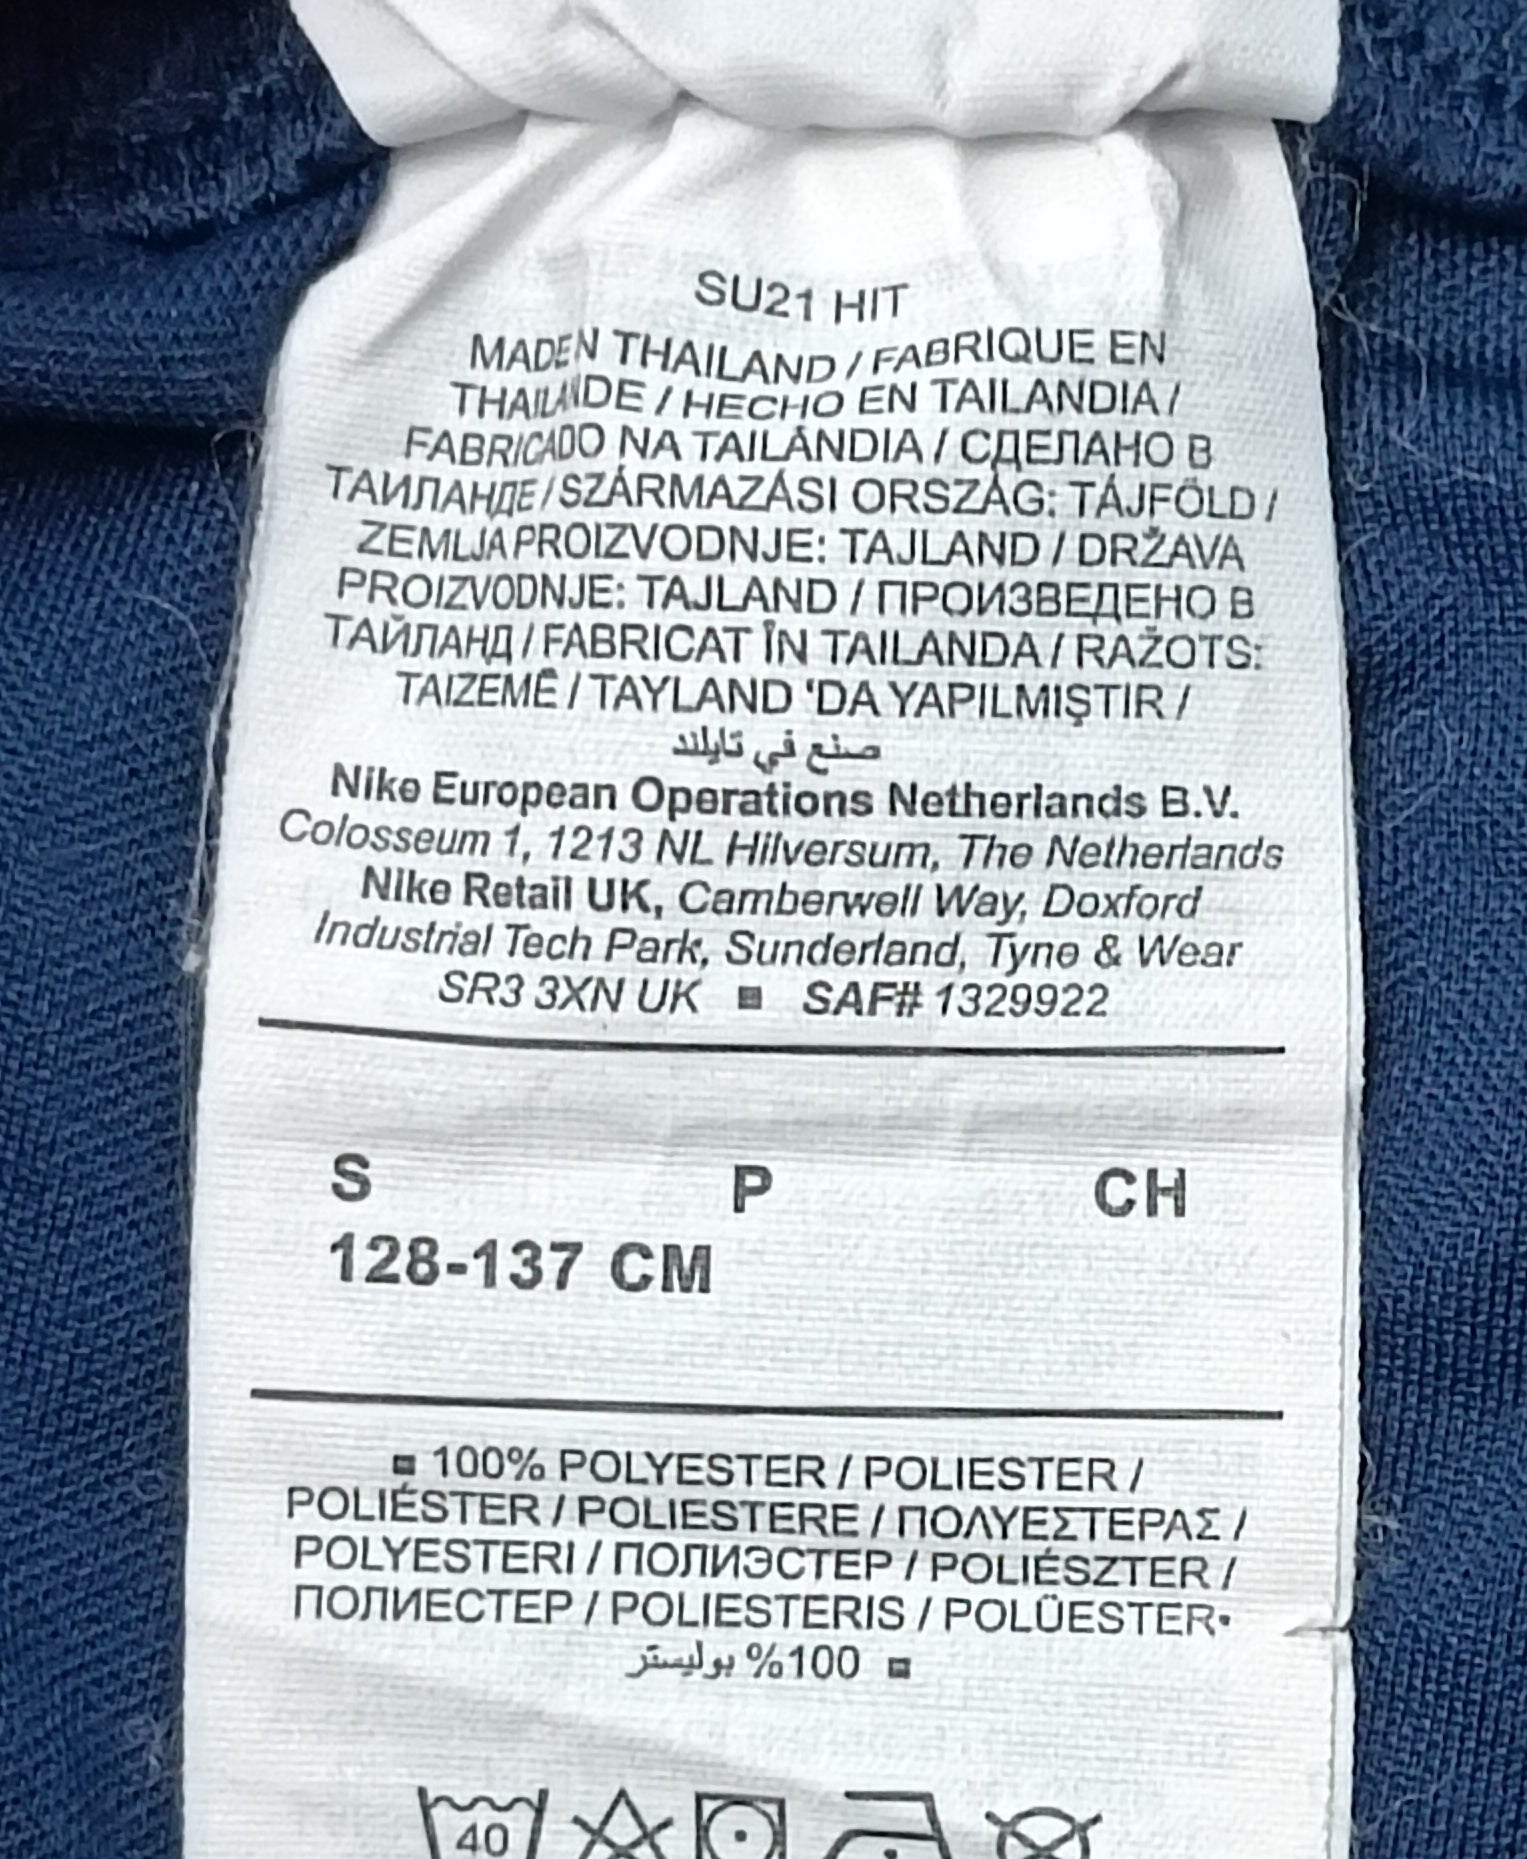 SU21 HIT
MADE N THAILAND / FABRIQUE EN
THAILANDE / HECHO EN TAILANDIA /
FABRICADO NA TAILÂNDIA / СДЕЛАНО В
ТАИЛАНДЕ / SZÁRMAZÁSI ORSZÁG: TÁJFÖLD /
ZEMLJA PROIZVODNJE: TAJLAND / DRŽAVA
PROIZVODNJE: TAJLAND / ПРОИЗВЕДЕНО В
ТАЙЛАНД / FABRICAT ÎN TAILANDA / RAŽOTS:
TAIZEMĒ / TAYLAND 'DA YAPILMIŞTIR /
صنع في تايلند
Nike European Operations Netherlands B.V.
Colosseum 1, 1213 NL Hilversum, The Netherlands
Nike Retail UK, Camberwell Way, Doxford
Industrial Tech Park, Sunderland, Tyne & Wear
SR3 3XN UK ■ SAF# 1329922
S P CH
128-137 CM
■ 100% POLYESTER / POLIESTER /
POLIÉSTER / POLIESTERE / ΠΟΛΥΕΣΤΕΡΑΣ /
POLYESTERI / ПОЛИЭСТЕР / POLIÉSZTER /
ПОЛИЕСТЕР / POLIESTERIS / POLÜESTER•
100% بوليستر ■
40